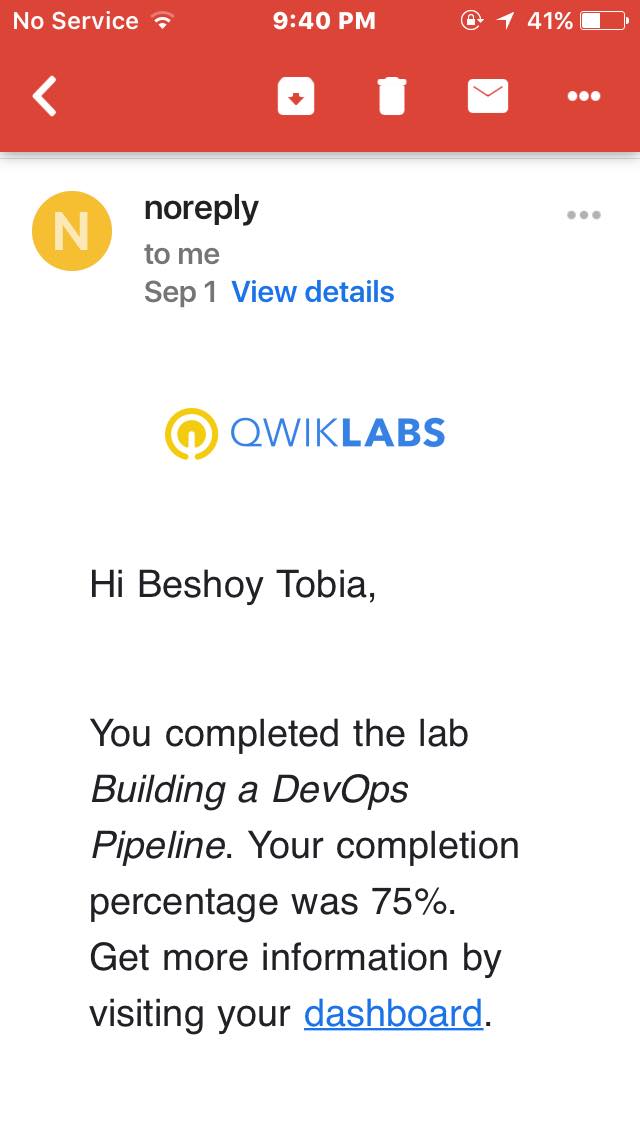 No Service 9:40 PM 41%
N
noreply
to me
Sep 1 View details
QWIKLABS
Hi Beshoy Tobia,
You completed the lab
Building a DevOps
Pipeline. Your completion
percentage was 75%.
Get more information by
visiting your dashboard.